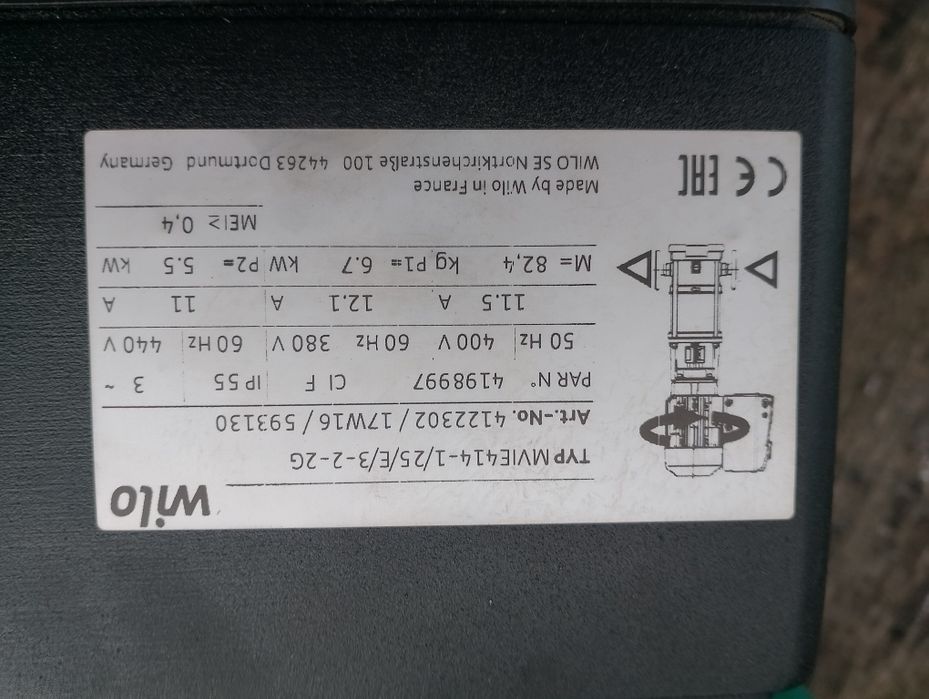 wilo
TYP MVIE414-1/25/E/3-2-2G
Art.-No. 4122302 / 17W16 / 593130
PAR N° 4198997 Cl F IP 55 3 ~
50 Hz 400 V 60 Hz 380 V 60 Hz 440 V
11.5 A 12.1 A 11 A
M= 82,4 kg P1= 6.7 kW P2= 5.5 kW
MEI ≥ 0,4
Made by Wilo in France
WILO SE Nortkirchenstraße 100 44263 Dortmund Germany
CE EAC